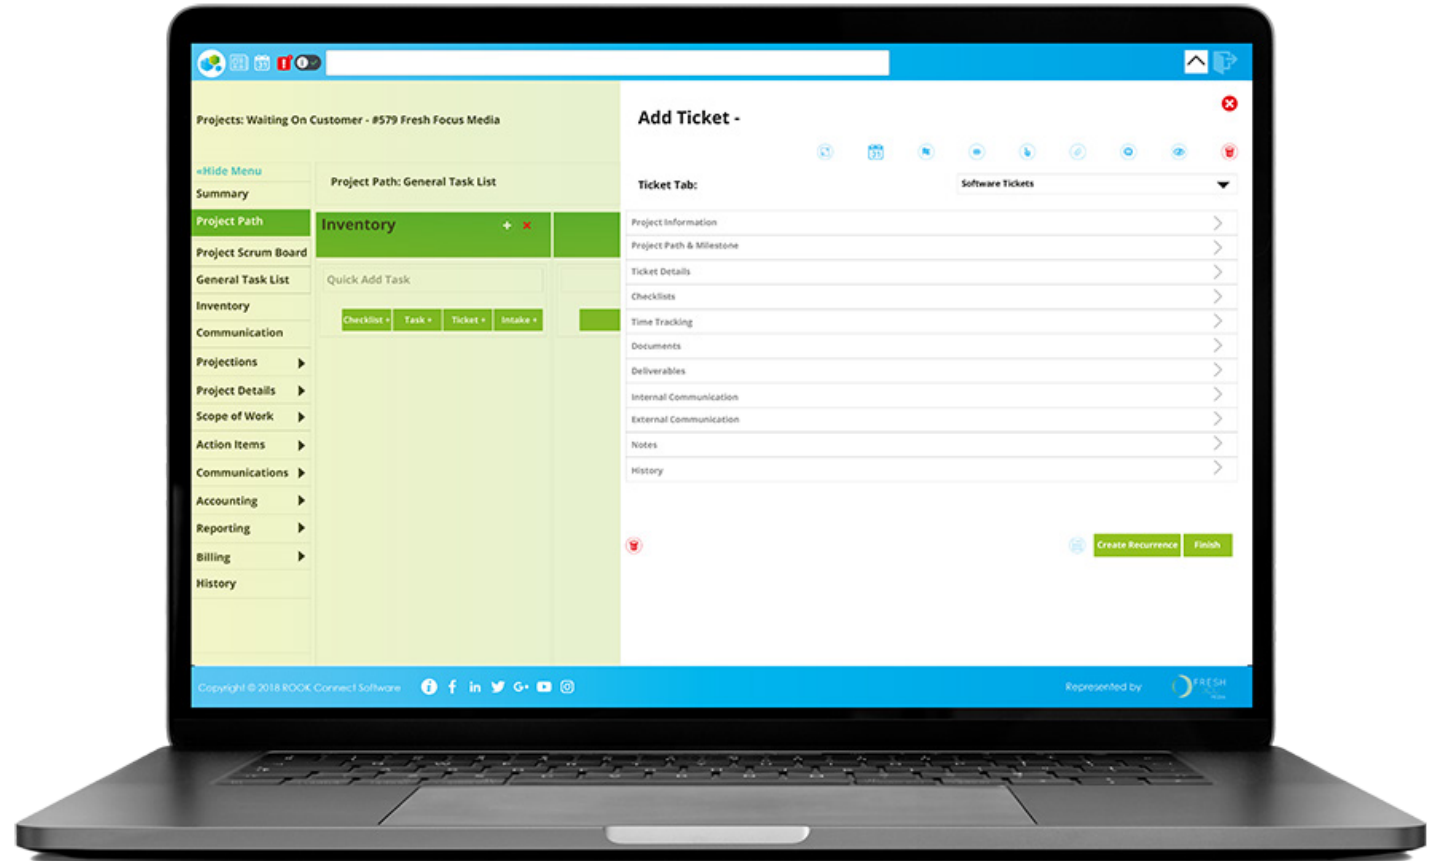 Projects: Waiting On Customer - #579 Fresh Focus Media
«Hide Menu
Summary
Project Path
Project Scrum Board
General Task List
Inventory
Communication
Projections
Project Details
Scope of Work
Action Items
Communications
Accounting
Reporting
Billing
History
Project Path: General Task List
Inventory
Quick Add Task
Checklist + Task + Ticket + Intake +
Add Ticket -
31
Ticket Tab: Software Tickets
Project Information
Project Path & Milestone
Ticket Details
Checklists
Time Tracking
Documents
Deliverables
Internal Communication
External Communication
Notes
History
Create Recurrence Finish
Copyright © 2018 ROOK Connect Software
Represented by FRESH